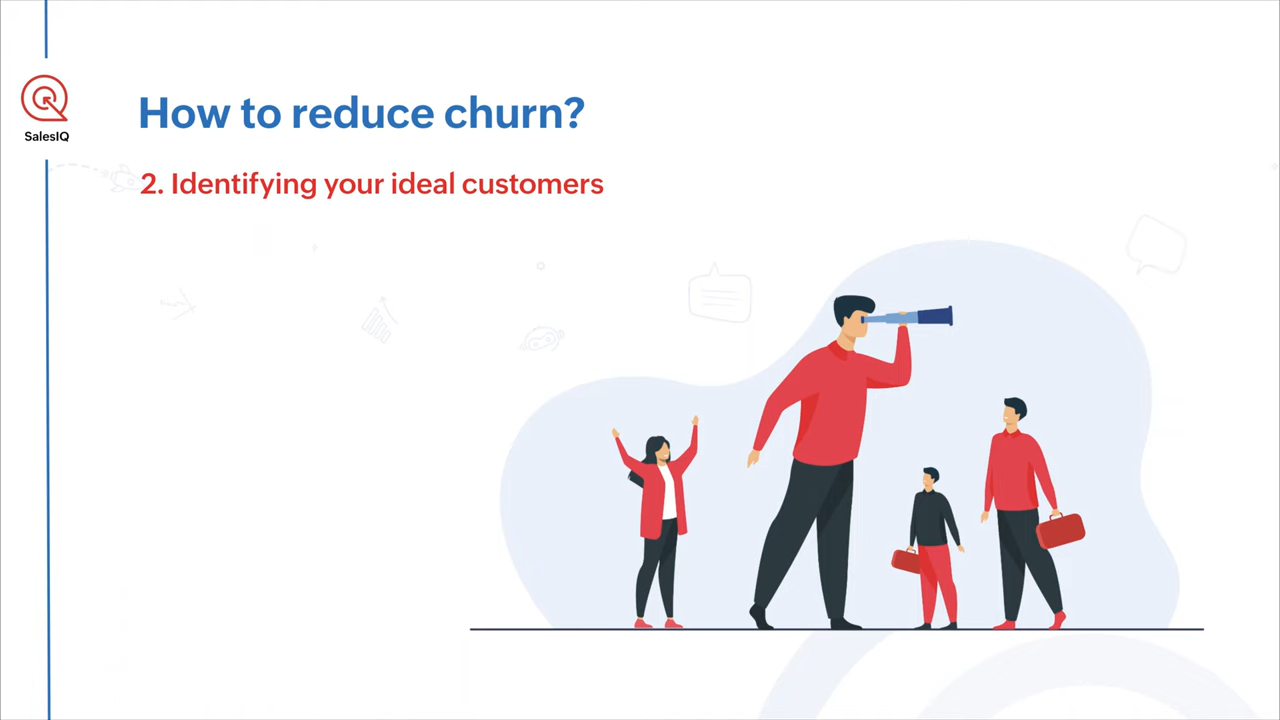 How to reduce churn?
SalesIQ
2. Identifying your ideal customers